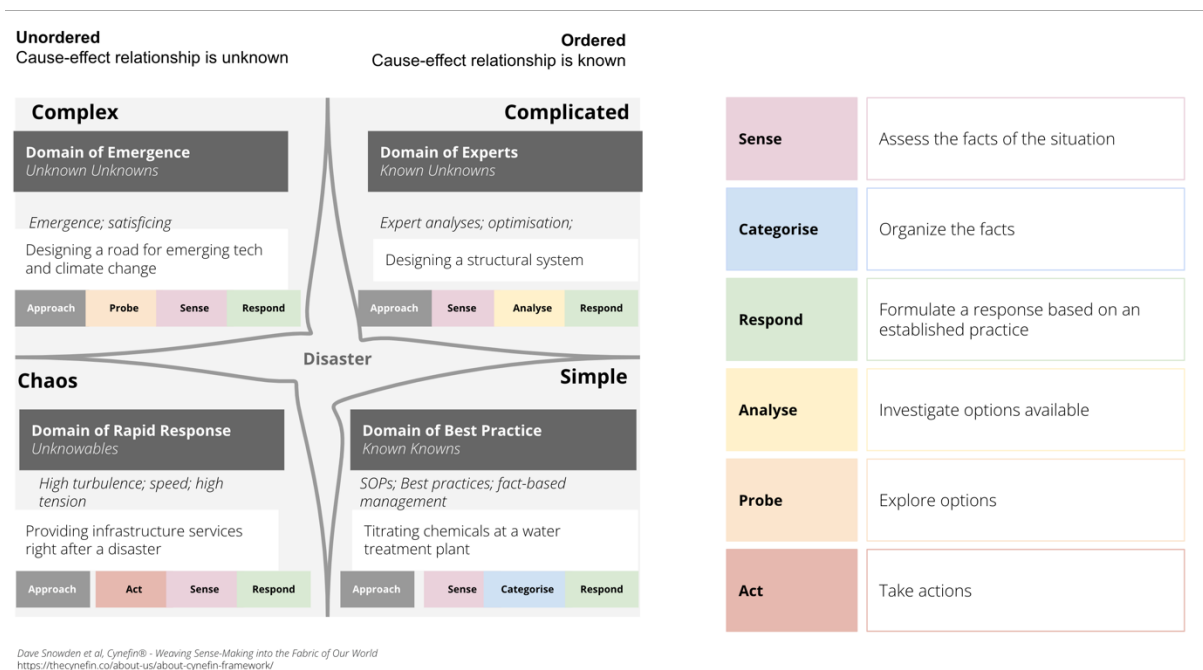 Unordered
Cause-effect relationship is unknown
Ordered
Cause-effect relationship is known
Complex
Domain of Emergence
Unknown Unknowns
Emergence; satisficing
Designing a road for emerging tech
and climate change
Approach Probe Sense Respond
Complicated
Domain of Experts
Known Unknowns
Expert analyses; optimisation;
Designing a structural system
Approach Sense Analyse Respond
Disaster
Chaos
Domain of Rapid Response
Unknowables
High turbulence; speed; high
tension
Providing infrastructure services
right after a disaster
Approach Act Sense Respond
Simple
Domain of Best Practice
Known Knowns
SOPs; Best practices; fact-based
management
Titrating chemicals at a water
treatment plant
Approach Sense Categorise Respond
Sense Assess the facts of the situation
Categorise Organize the facts
Respond Formulate a response based on an
established practice
Analyse Investigate options available
Probe Explore options
Act Take actions
Dave Snowden et al, Cynefin® - Weaving Sense-Making into the Fabric of Our World
https://thecynefin.co/about-us/about-cynefin-framework/